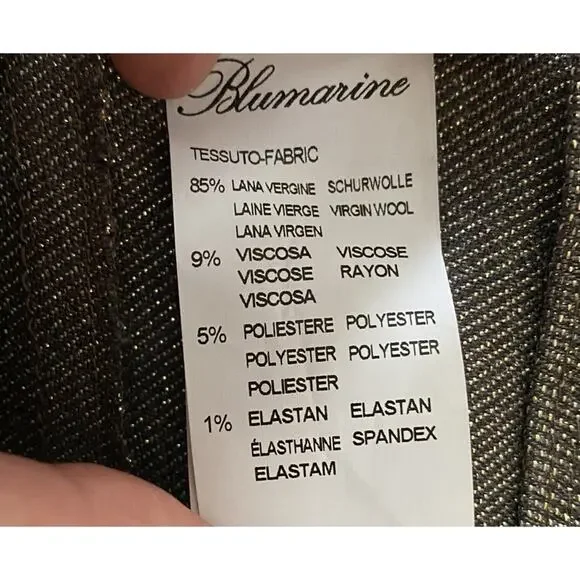 Blumarine
TESSUTO-FABRIC
85% LANA VERGINE SCHURWOLLE
LAINE VIERGE VIRGIN WOOL
LANA VIRGEN
9% VISCOSA VISCOSE
VISCOSE RAYON
VISCOSA
5% POLIESTERE POLYESTER
POLYESTER POLYESTER
POLIESTER
1% ELASTAN ELASTAN
ÉLASTHANNE SPANDEX
ELASTAM